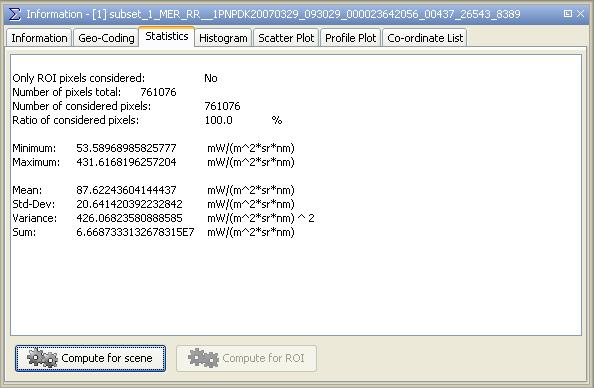 Information - [1] subset_1_MER_RR__1PNPDK20070329_093029_000023642056_00437_26543_8389
Information Geo-Coding Statistics Histogram Scatter Plot Profile Plot Co-ordinate List
Only ROI pixels considered: No
Number of pixels total: 761076
Number of considered pixels: 761076
Ratio of considered pixels: 100.0 %
Minimum: 53.58968985825777 mW/(m^2*sr*nm)
Maximum: 431.6168196257204 mW/(m^2*sr*nm)
Mean: 87.62243604144437 mW/(m^2*sr*nm)
Std-Dev: 20.641420392232842 mW/(m^2*sr*nm)
Variance: 426.06823580888585 mW/(m^2*sr*nm) ^ 2
Sum: 6.6687333132678315E7 mW/(m^2*sr*nm)
Compute for scene Compute for ROI